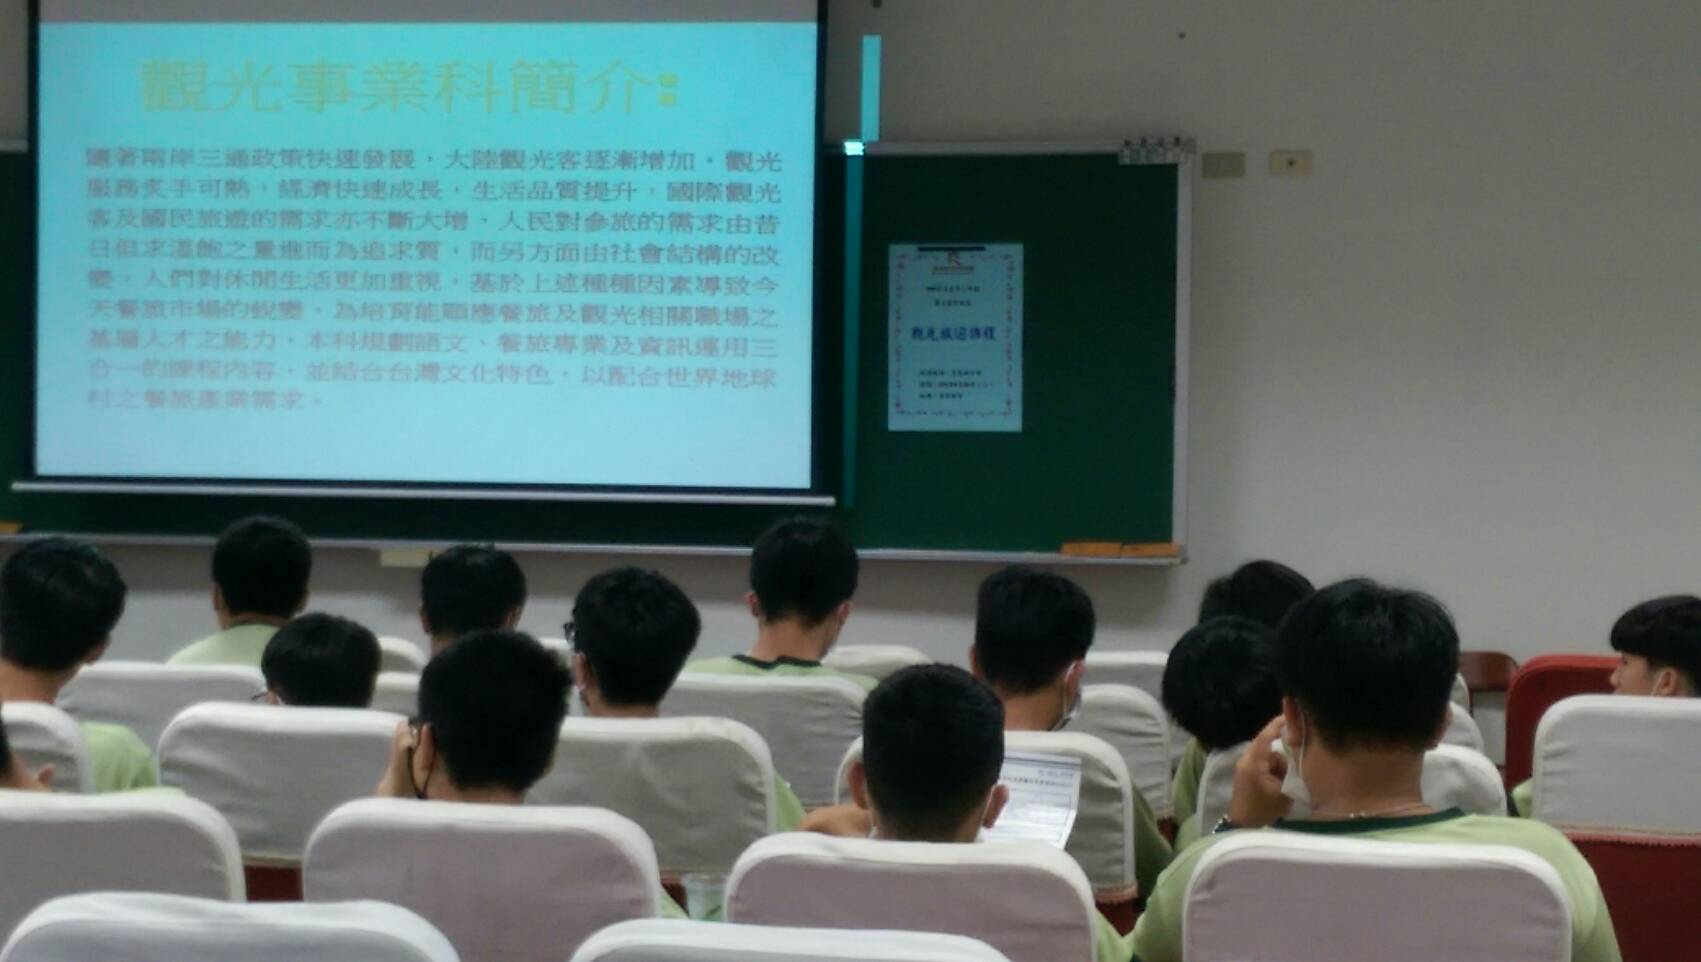 觀光事業科簡介:
隨著兩岸三通政策快速發展，大陸觀光客逐漸增加，觀光
服務炙手可熱，經濟快速成長，生活品質提升，國際觀光
客及國民旅遊的需求亦不斷大增，人民對參旅的需求由昔
日但求溫飽之量進而為追求質，而另方面由社會結構的改
變，人們對休閒生活更加重視，基於上述種種因素導致今
天餐旅市場的蛻變，為培育能順應餐旅及觀光相關職場之
基層人才之能力，本科規劃語文、餐旅專業及資訊運用三
合一的課程內容，並結合台灣文化特色，以配合世界地球
村之餐旅產業需求。
觀光旅遊課程